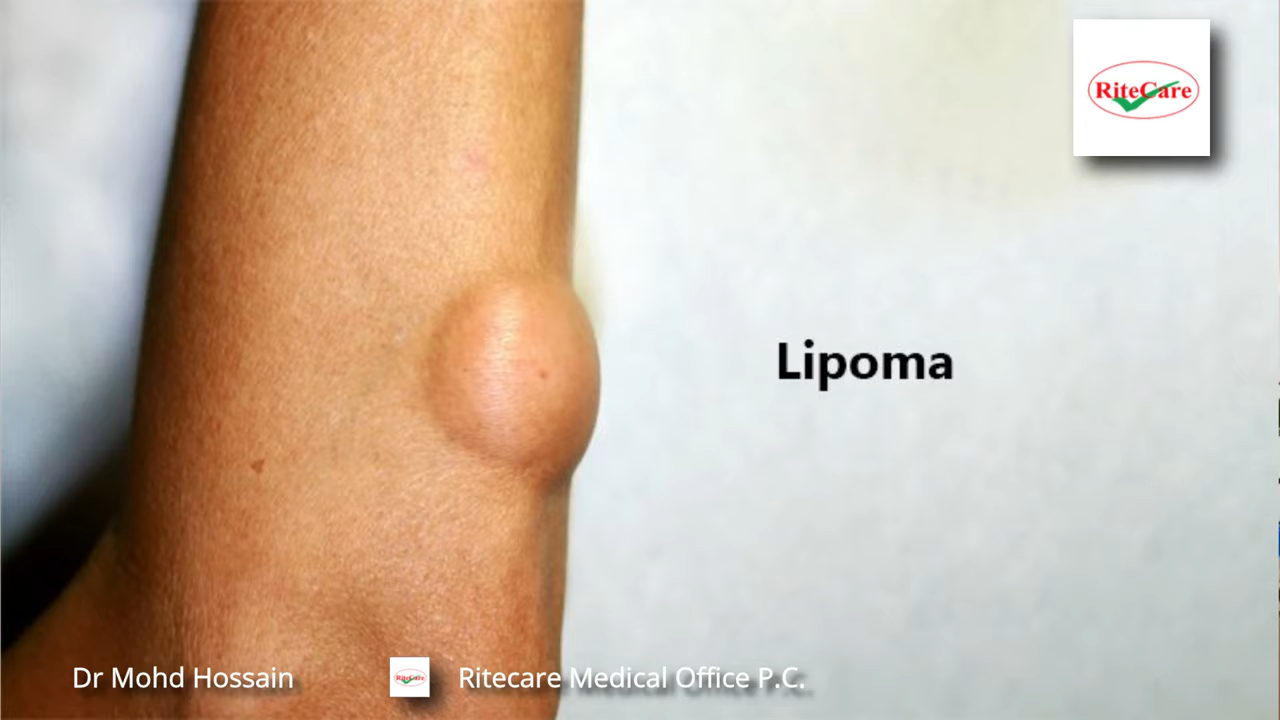 RiteCare
Lipoma
Dr Mohd Hossain
RiteCare
Ritecare Medical Office P.C.